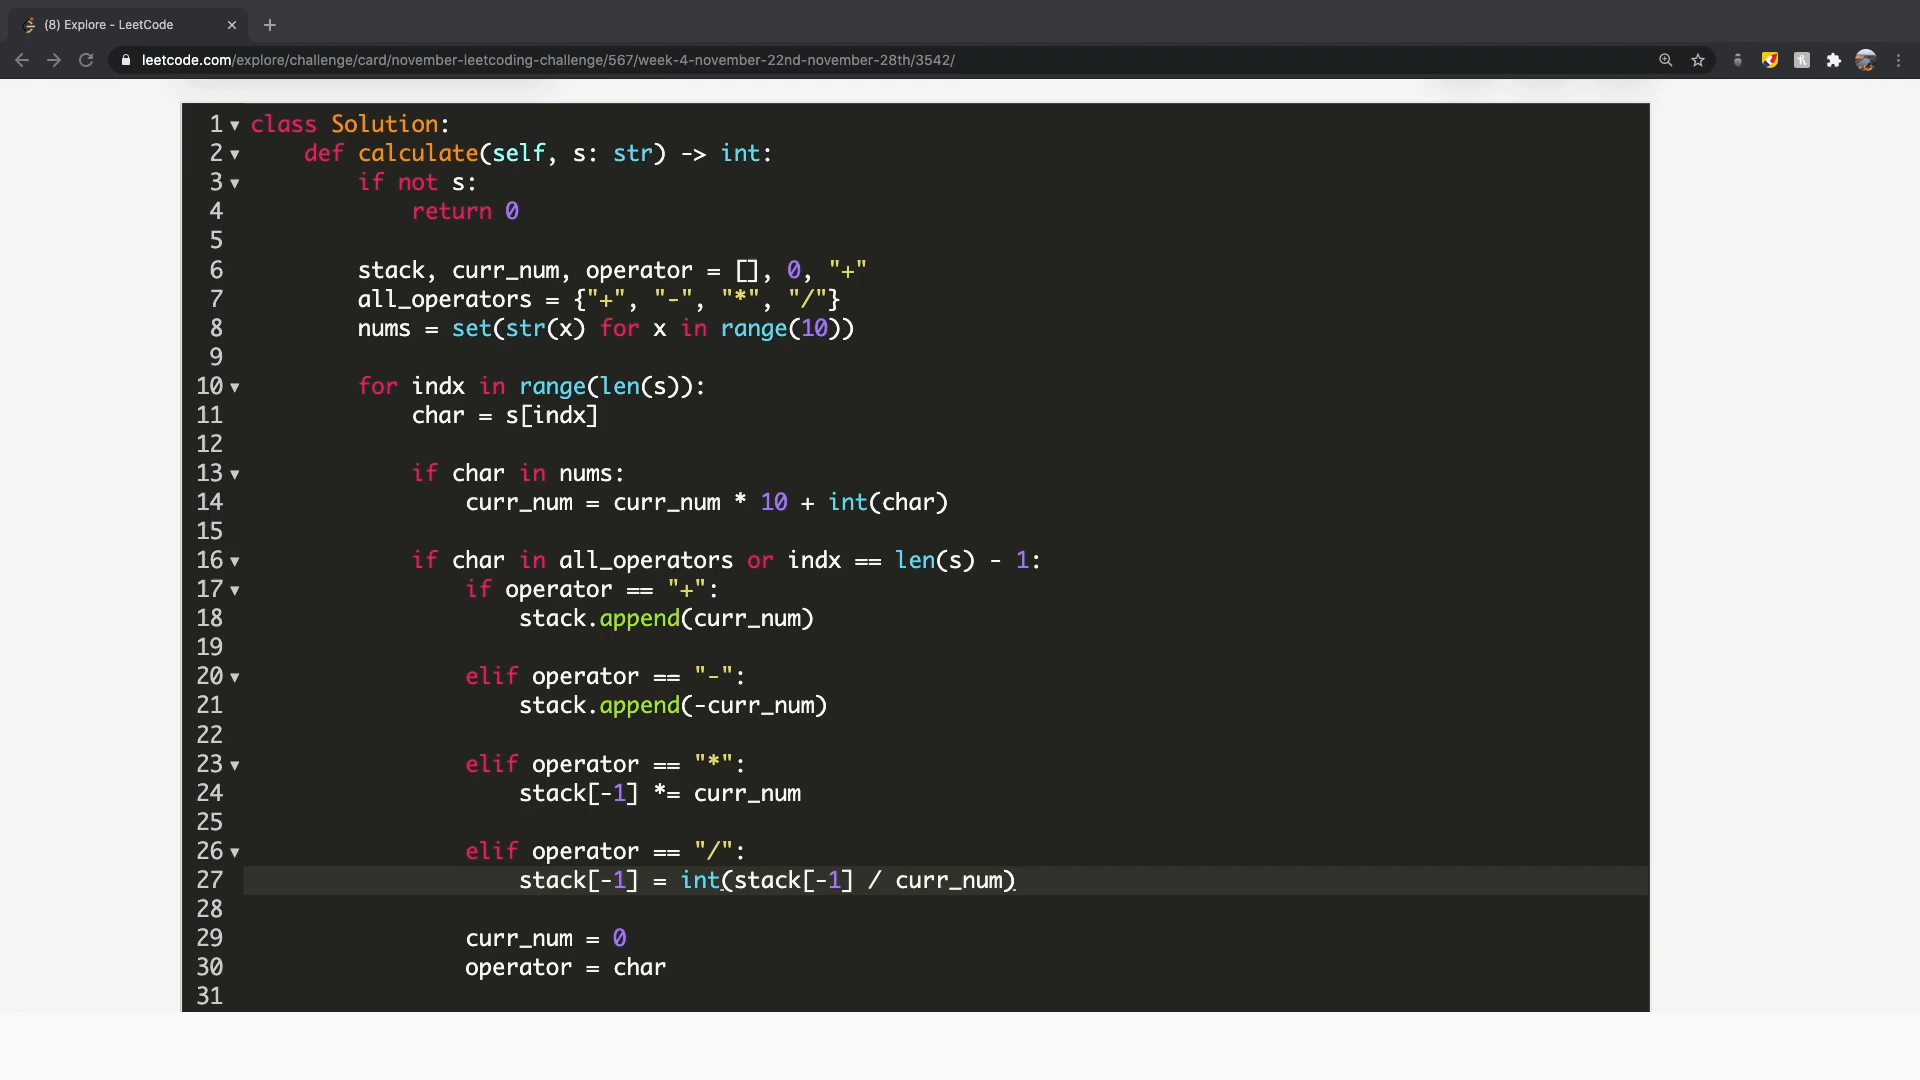 (8) Explore - LeetCode
leetcode.com/explore/challenge/card/november-leetcoding-challenge/567/week-4-november-22nd-november-28th/3542/
1 class Solution:
2 def calculate(self, s: str) -> int:
3 if not s:
4 return 0
5
6 stack, curr_num, operator = [], 0, "+"
7 all_operators = {"+", "-", "*", "/"}
8 nums = set(str(x) for x in range(10))
9
10 for indx in range(len(s)):
11 char = s[indx]
12
13 if char in nums:
14 curr_num = curr_num * 10 + int(char)
15
16 if char in all_operators or indx == len(s) - 1:
17 if operator == "+":
18 stack.append(curr_num)
19
20 elif operator == "-":
21 stack.append(-curr_num)
22
23 elif operator == "*":
24 stack[-1] *= curr_num
25
26 elif operator == "/":
27 stack[-1] = int(stack[-1] / curr_num)
28
29 curr_num = 0
30 operator = char
31